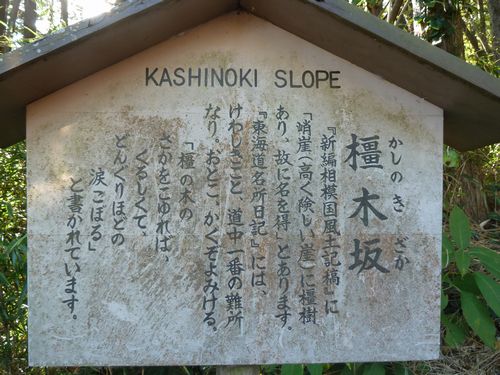 KASHINOKI SLOPE
かしのき ざか
橿木坂
『新編相模国風土記稿』に
「峭崖(高く険しい崖)に橿樹
あり、故に名を得」とあります。
『東海道名所日記』には、
けわしきこと、道中一番の難所
なり。おとこ、かくぞよみける。
「橿の木の
さかをこゆれば、
くるしくて、
どんぐりほどの
涙こぼる」
と書かれています。